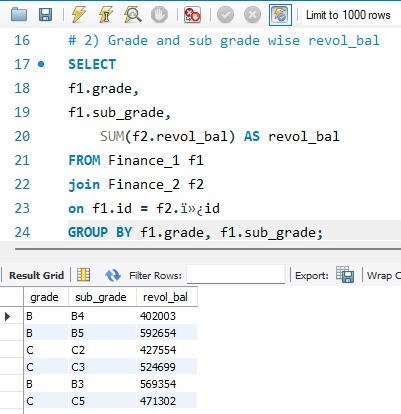 Limit to 1000 rows
16 # 2) Grade and sub grade wise revol_bal
17 SELECT
18 f1.grade,
19 f1.sub_grade,
20 SUM(f2.revol_bal) AS revol_bal
21 FROM Finance_1 f1
22 join Finance_2 f2
23 on f1.id = f2.ï»¿id
24 GROUP BY f1.grade, f1.sub_grade;
Result Grid Filter Rows: Export: Wrap C
grade sub_grade revol_bal
B B4 402003
B B5 592654
C C2 427554
C C3 524699
B B3 569354
C C5 471302